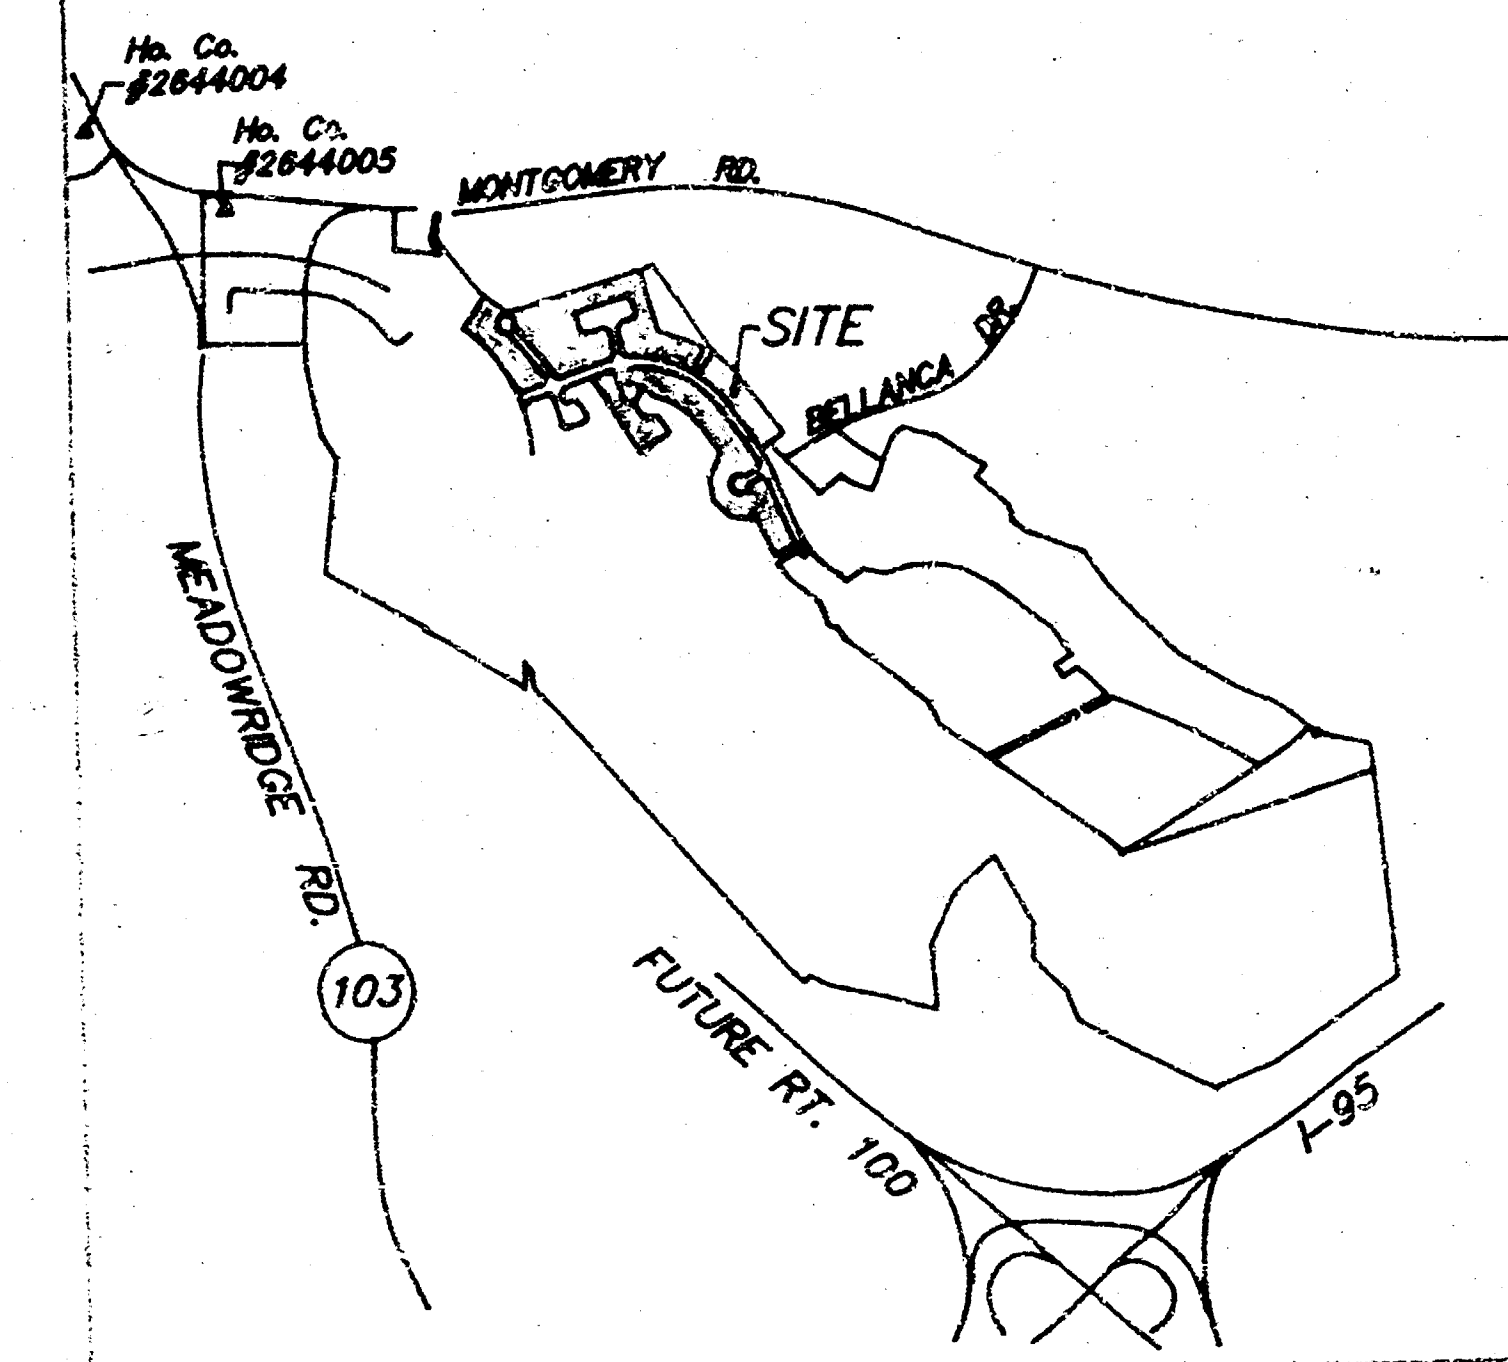 Ho. Co.
#2644004
Ho. Co.
#2644005
MONTGOMERY RD.
SITE
BELLANCA DR.
MEADOWRIDGE RD.
103
FUTURE RT. 100
I-95